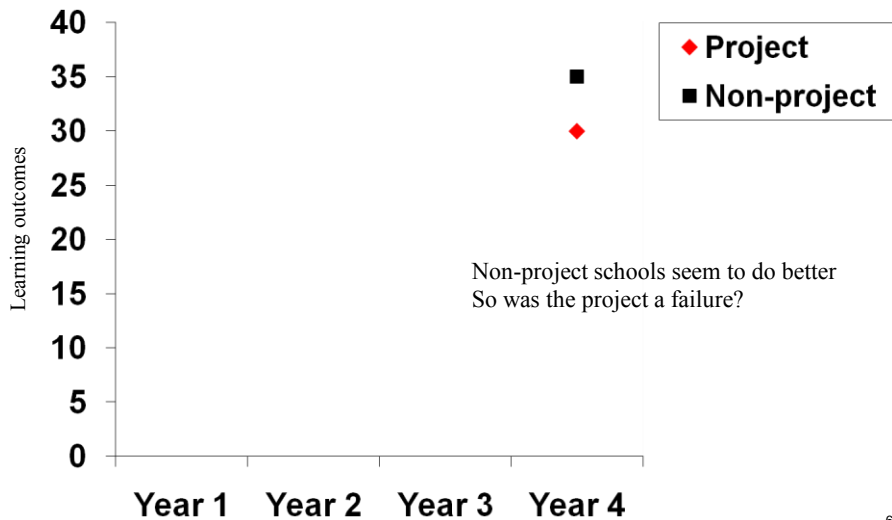 40
35
30
25
20
15
10
5
0
Learning outcomes
Year 1 Year 2 Year 3 Year 4
Project
Non-project
Non-project schools seem to do better
So was the project a failure?
6